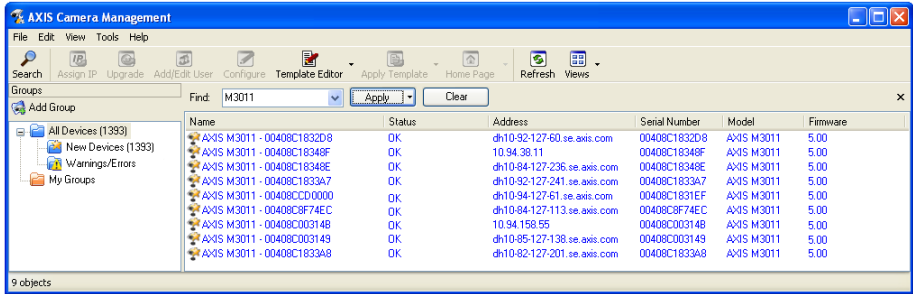 AXIS Camera Management
File Edit View Tools Help
Search Assign IP Upgrade Add/Edit User Configure Template Editor Apply Template Home Page Refresh Views
Groups
Add Group
All Devices (1393)
New Devices (1393)
Warnings/Errors
My Groups
Find: M3011 Apply Clear
Name Status Address Serial Number Model Firmware
AXIS M3011 - 00408C1832D8 OK dh10-92-127-60.se.axis.com 00408C1832D8 AXIS M3011 5.00
AXIS M3011 - 00408C18348F OK 10.94.38.11 00408C18348F AXIS M3011 5.00
AXIS M3011 - 00408C18348E OK dh10-84-127-236.se.axis.com 00408C18348E AXIS M3011 5.00
AXIS M3011 - 00408C1833A7 OK dh10-92-127-241.se.axis.com 00408C1833A7 AXIS M3011 5.00
AXIS M3011 - 00408CCD0000 OK dh10-94-127-61.se.axis.com 00408C1831EF AXIS M3011 5.00
AXIS M3011 - 00408C8F74EC OK dh10-84-127-113.se.axis.com 00408C8F74EC AXIS M3011 5.00
AXIS M3011 - 00408C00314B OK 10.94.158.55 00408C00314B AXIS M3011 5.00
AXIS M3011 - 00408C003149 OK dh10-85-127-138.se.axis.com 00408C003149 AXIS M3011 5.00
AXIS M3011 - 00408C1833A8 OK dh10-82-127-201.se.axis.com 00408C1833A8 AXIS M3011 5.00
9 objects